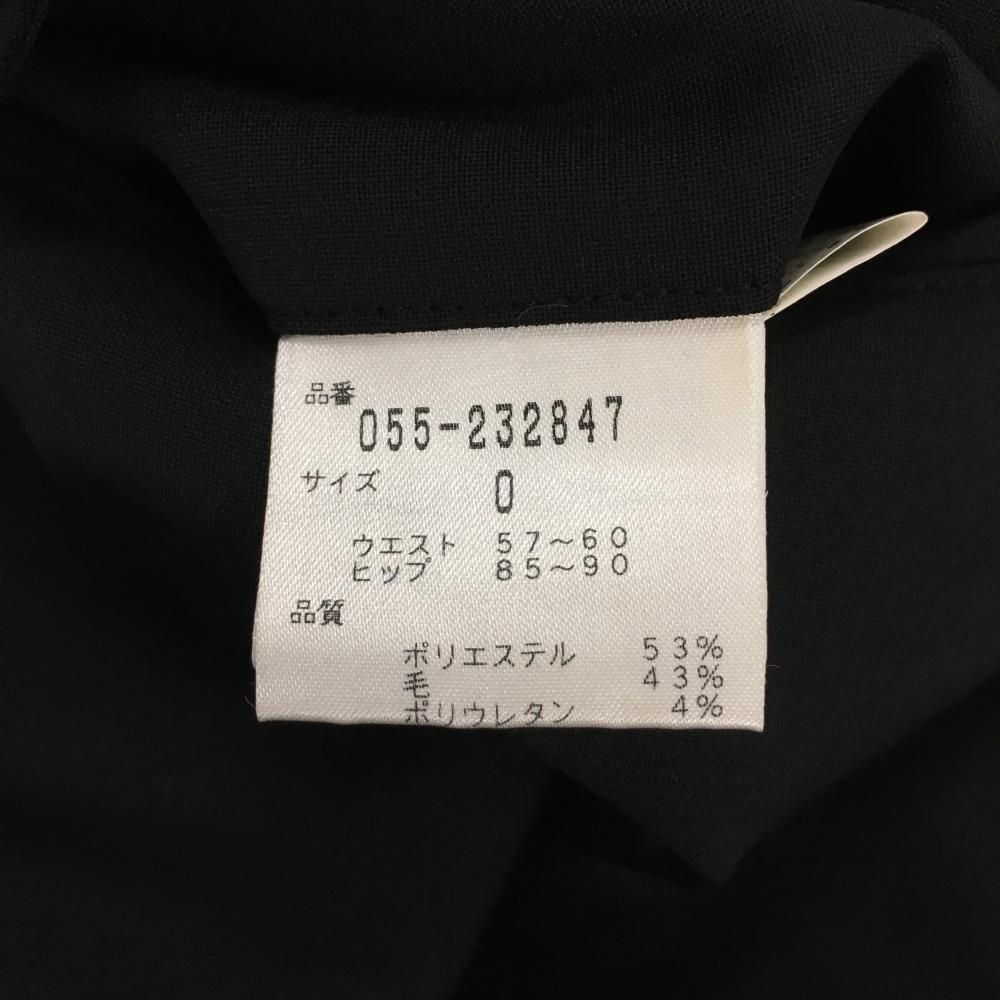 品番
055-232847
サイズ 0
ウエスト 57〜60
ヒップ 85〜90
品質
ポリエステル 53%
毛 43%
ポリウレタン 4%